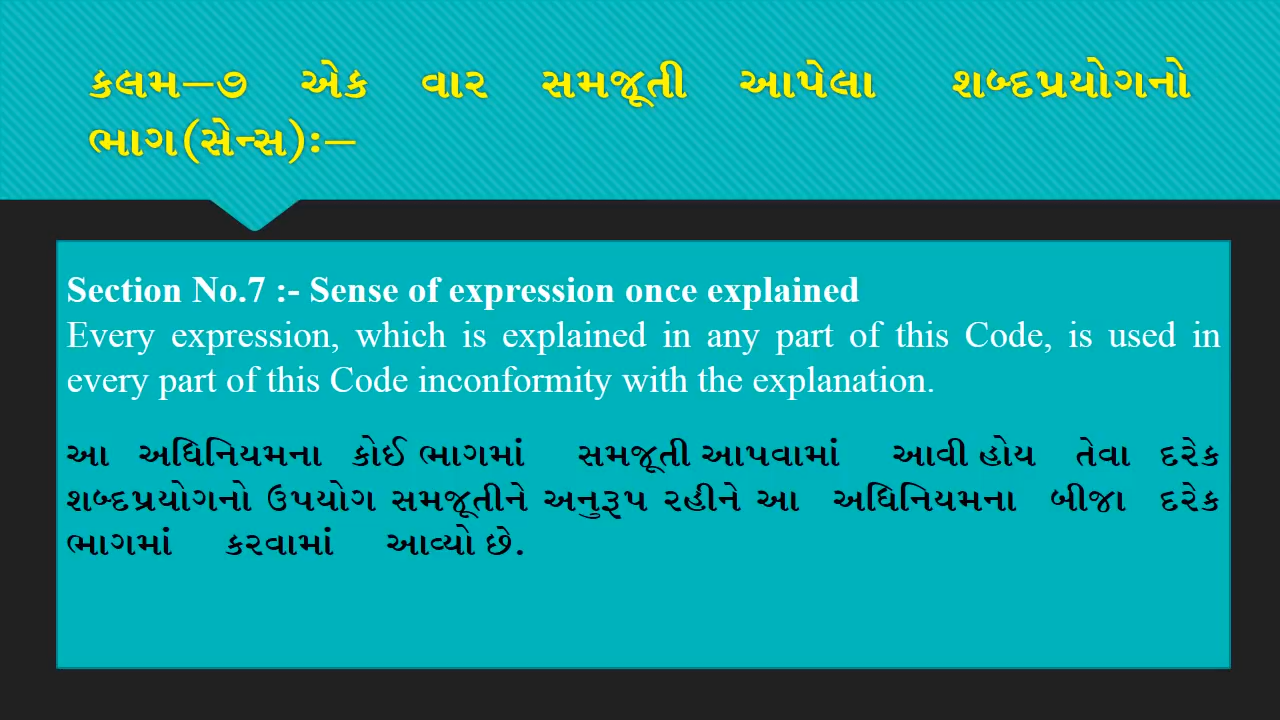 કલમ–૭ એક વાર સમજૂતી આપેલા શબ્દપ્રયોગનો
ભાગ(સેન્સ):–
Section No.7 :- Sense of expression once explained
Every expression, which is explained in any part of this Code, is used in
every part of this Code inconformity with the explanation.
આ અધિનિયમના કોઈ ભાગમાં સમજૂતી આપવામાં આવી હોય તેવા દરેક
શબ્દપ્રયોગનો ઉપયોગ સમજૂતીને અનુરૂપ રહીને આ અધિનિયમના બીજા દરેક
ભાગમાં કરવામાં આવ્યો છે.